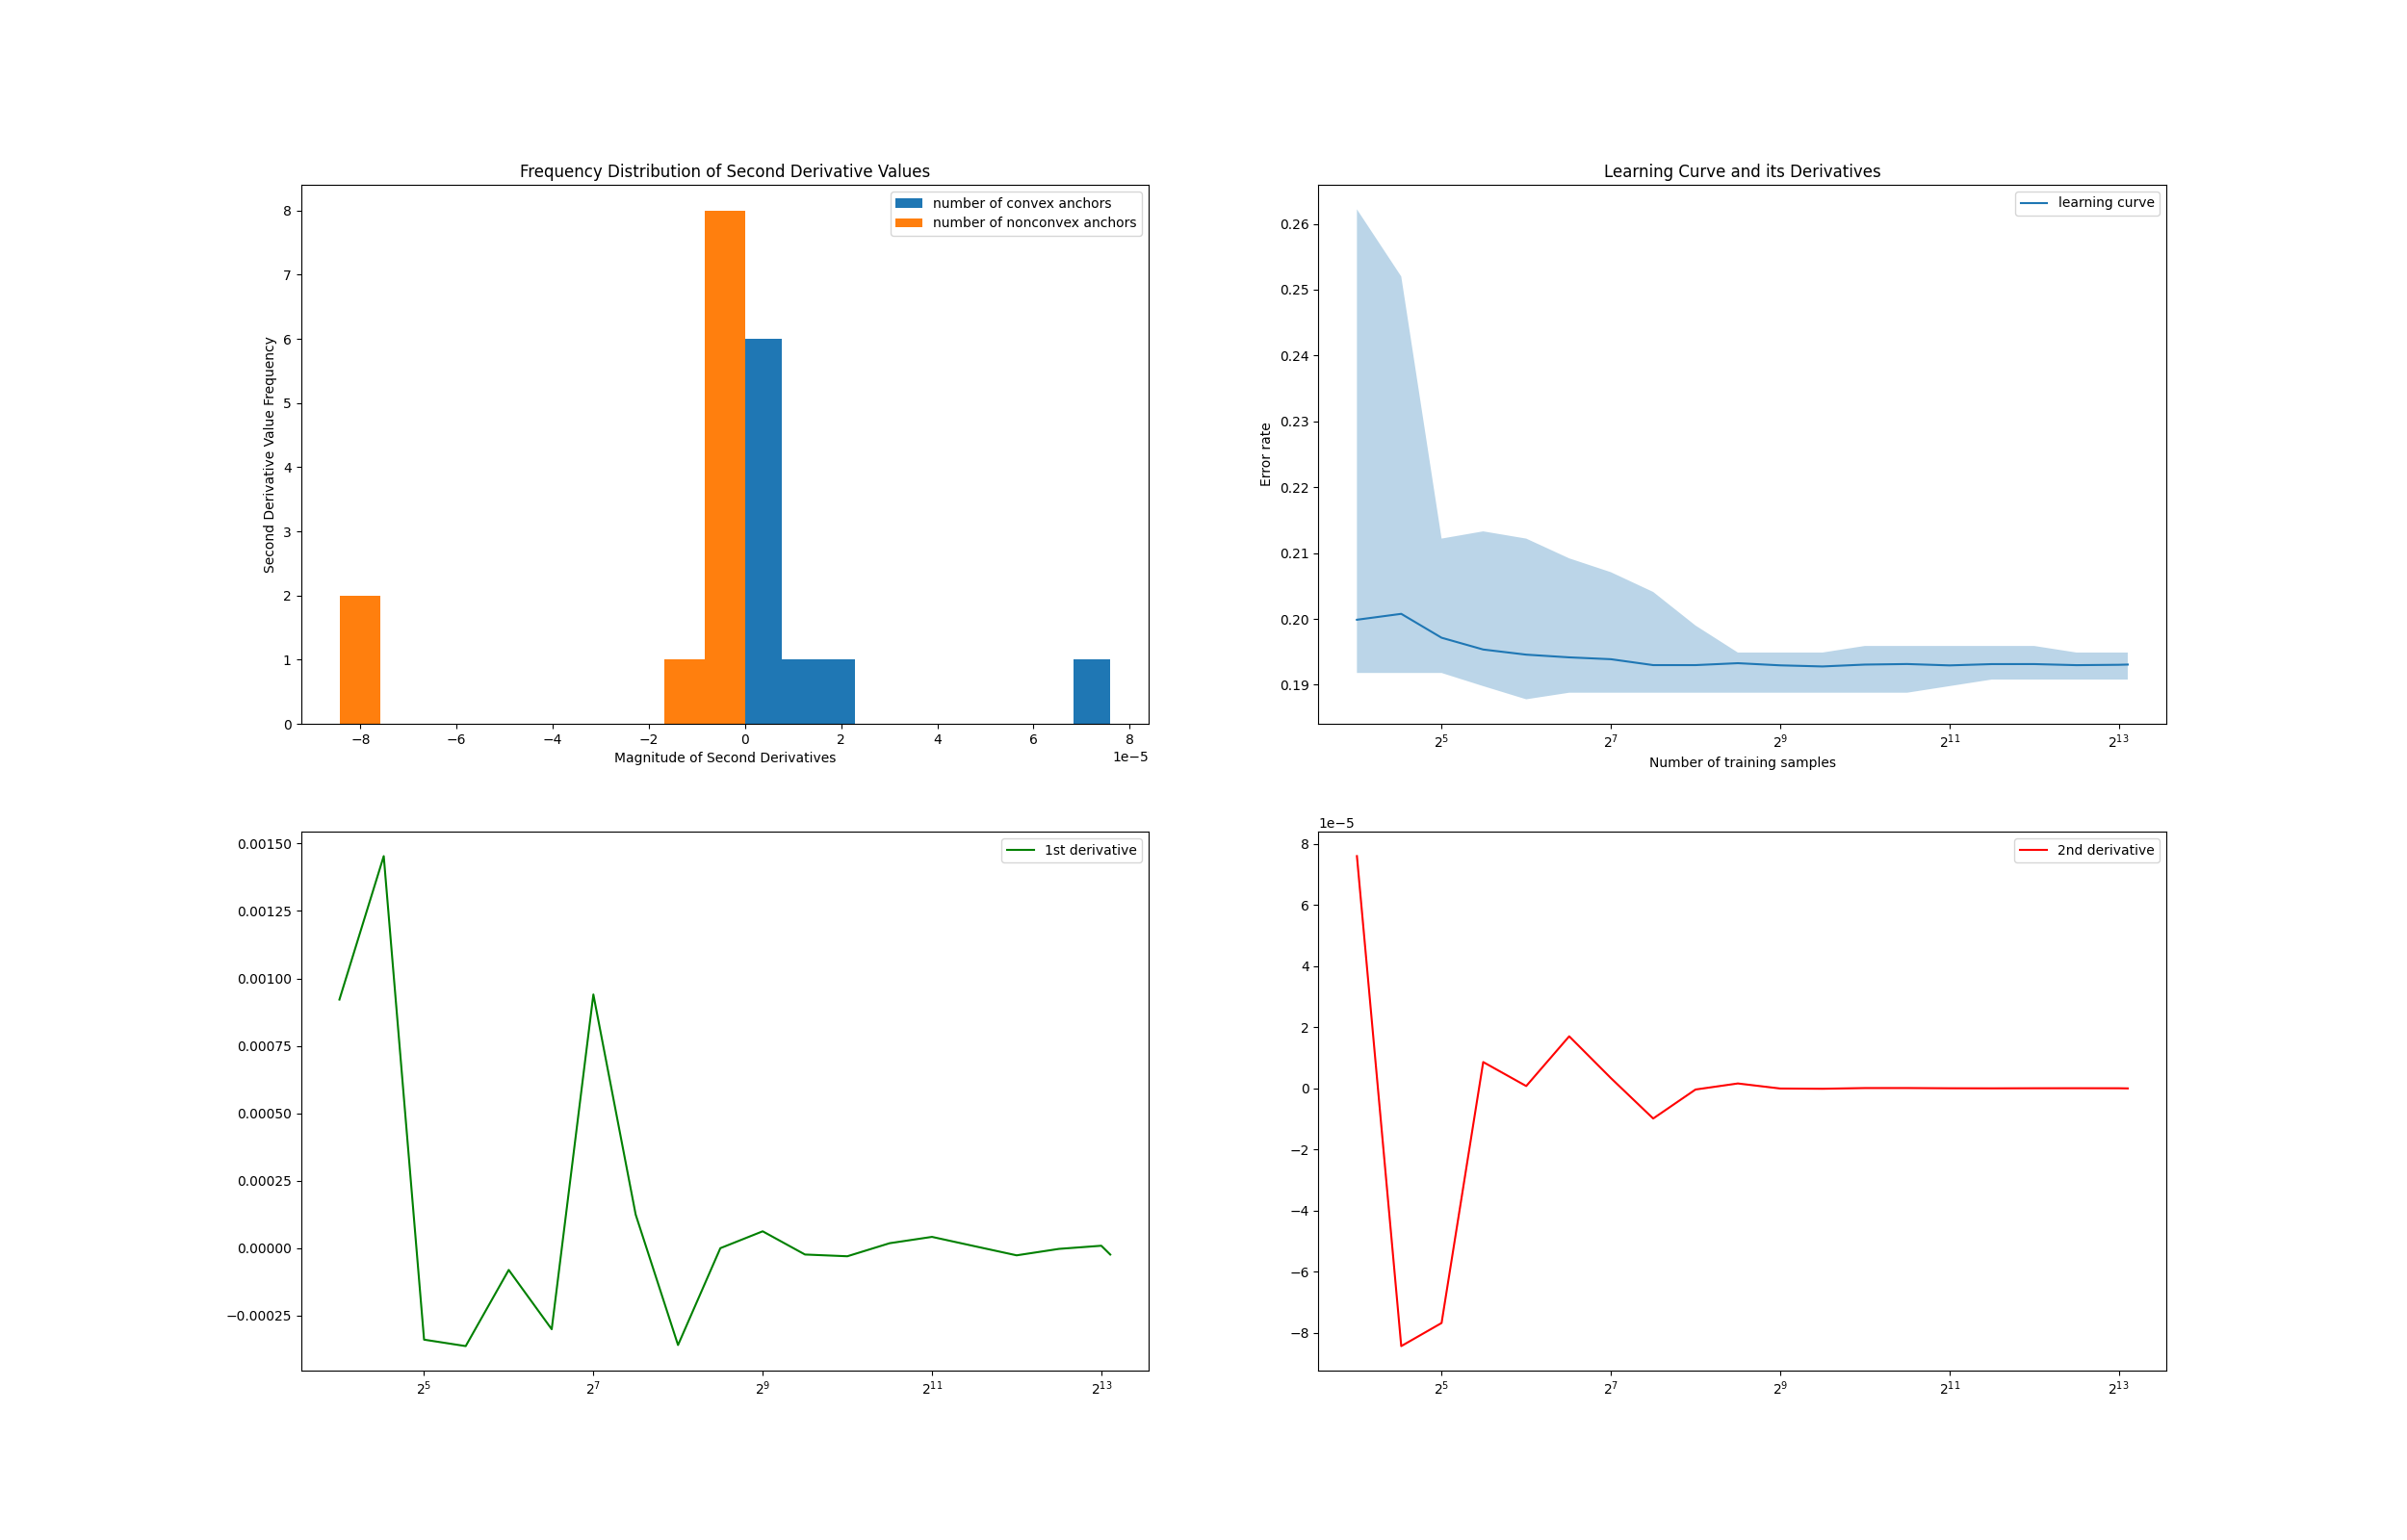 Frequency Distribution of Second Derivative Values
number of convex anchors
number of nonconvex anchors
8
7
6
5
4
3
2
1
0
Second Derivative Value Frequency
−8 −6 −4 −2 0 2 4 6 8
1e−5
Magnitude of Second Derivatives
Learning Curve and its Derivatives
learning curve
0.26
0.25
0.24
0.23
0.22
0.21
0.20
0.19
Error rate
2^5 2^7 2^9 2^11 2^13
Number of training samples
1st derivative
0.00150
0.00125
0.00100
0.00075
0.00050
0.00025
0.00000
−0.00025
2^5 2^7 2^9 2^11 2^13
1e−5
2nd derivative
8
6
4
2
0
−2
−4
−6
−8
2^5 2^7 2^9 2^11 2^13